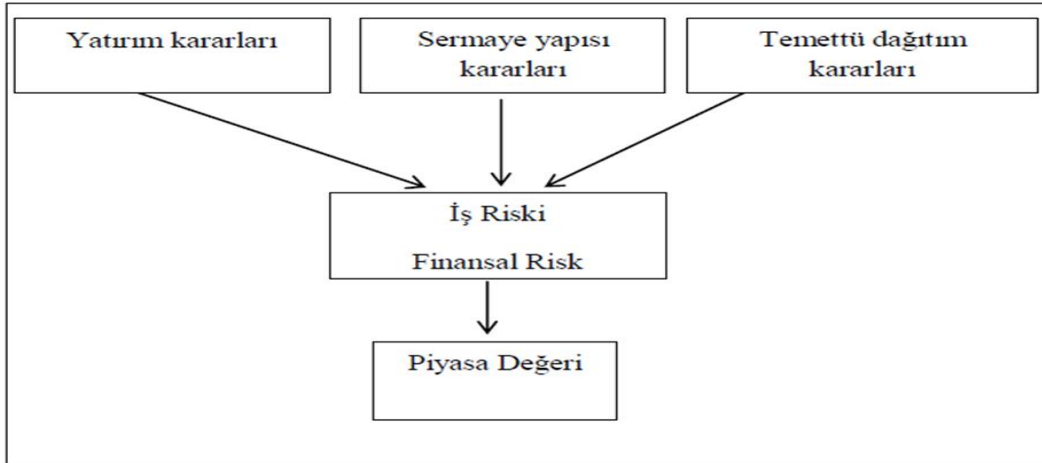 Yatırım kararları
Sermaye yapısı
kararları
Temettü dağıtım
kararları
İş Riski
Finansal Risk
Piyasa Değeri